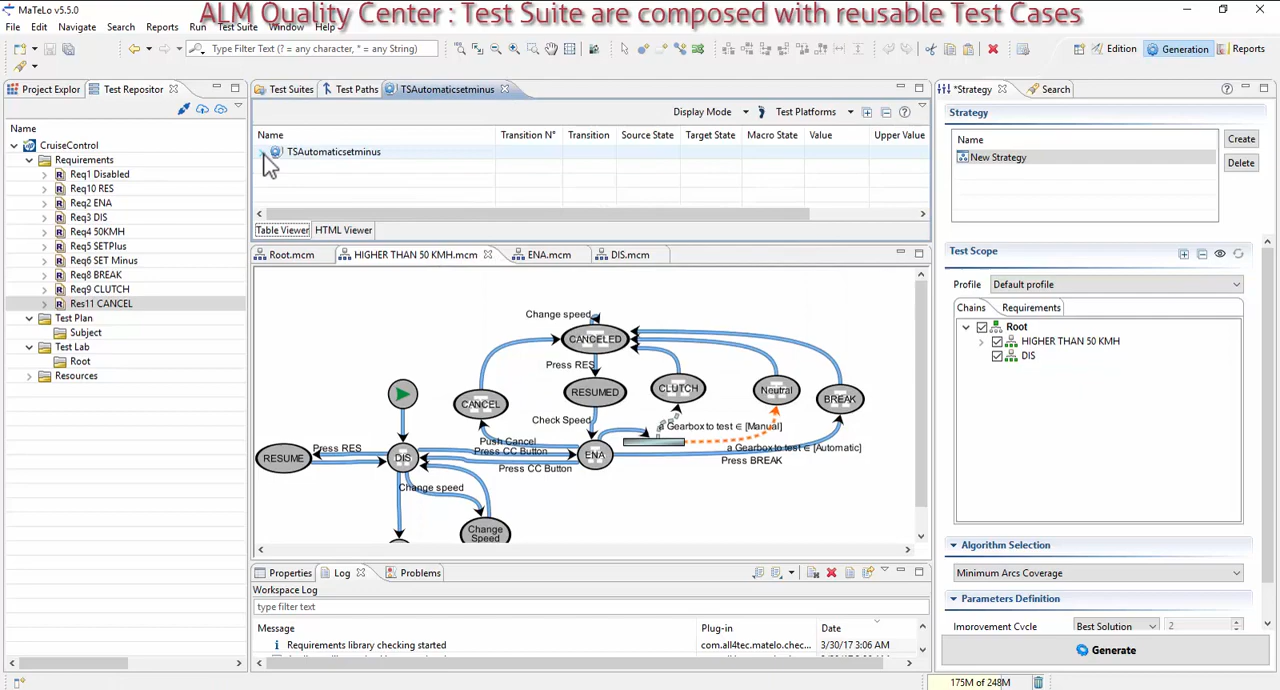 MaTeLo v5.5.0
ALM Quality Center : Test Suite are composed with reusable Test Cases
File Edit Navigate Search Reports Run Test Suite Window Help
Type Filter Text (? = any character, * = any String)
Edition Generation Reports
Project Explor Test Repositor
Name
CruiseControl
Requirements
Req1 Disabled
Req10 RES
Req2 ENA
Req3 DIS
Req4 50KMH
Req5 SETPlus
Req6 SET Minus
Req8 BREAK
Req9 CLUTCH
Res11 CANCEL
Test Plan
Subject
Test Lab
Root
Resources
Test Suites Test Paths TSAutomaticsetminus
Display Mode Test Platforms
Name Transition N° Transition Source State Target State Macro State Value Upper Value
TSAutomaticsetminus
Table Viewer HTML Viewer
Root.mcm HIGHER THAN 50 KMH.mcm ENA.mcm DIS.mcm
Change speed
CANCELED
Press RES
CANCEL
RESUMED
CLUTCH
Neutral
BREAK
Check Speed
a Gearbox to test ∈ [Manual]
Push Cancel
Press RES
Press CC Button
a Gearbox to test ∈ [Automatic]
RESUME
DIS
ENA
Press BREAK
Press CC Button
Change speed
Change
Speed
Properties Log Problems
Workspace Log
type filter text
Message Plug-in Date
Requirements library checking started com.all4tec.matelo.chec... 3/30/17 3:06 AM
*Strategy Search
Strategy
Name
New Strategy
Create
Delete
Test Scope
Profile Default profile
Chains Requirements
Root
HIGHER THAN 50 KMH
DIS
Algorithm Selection
Minimum Arcs Coverage
Parameters Definition
Improvement Cycle Best Solution 2
Generate
175M of 248M